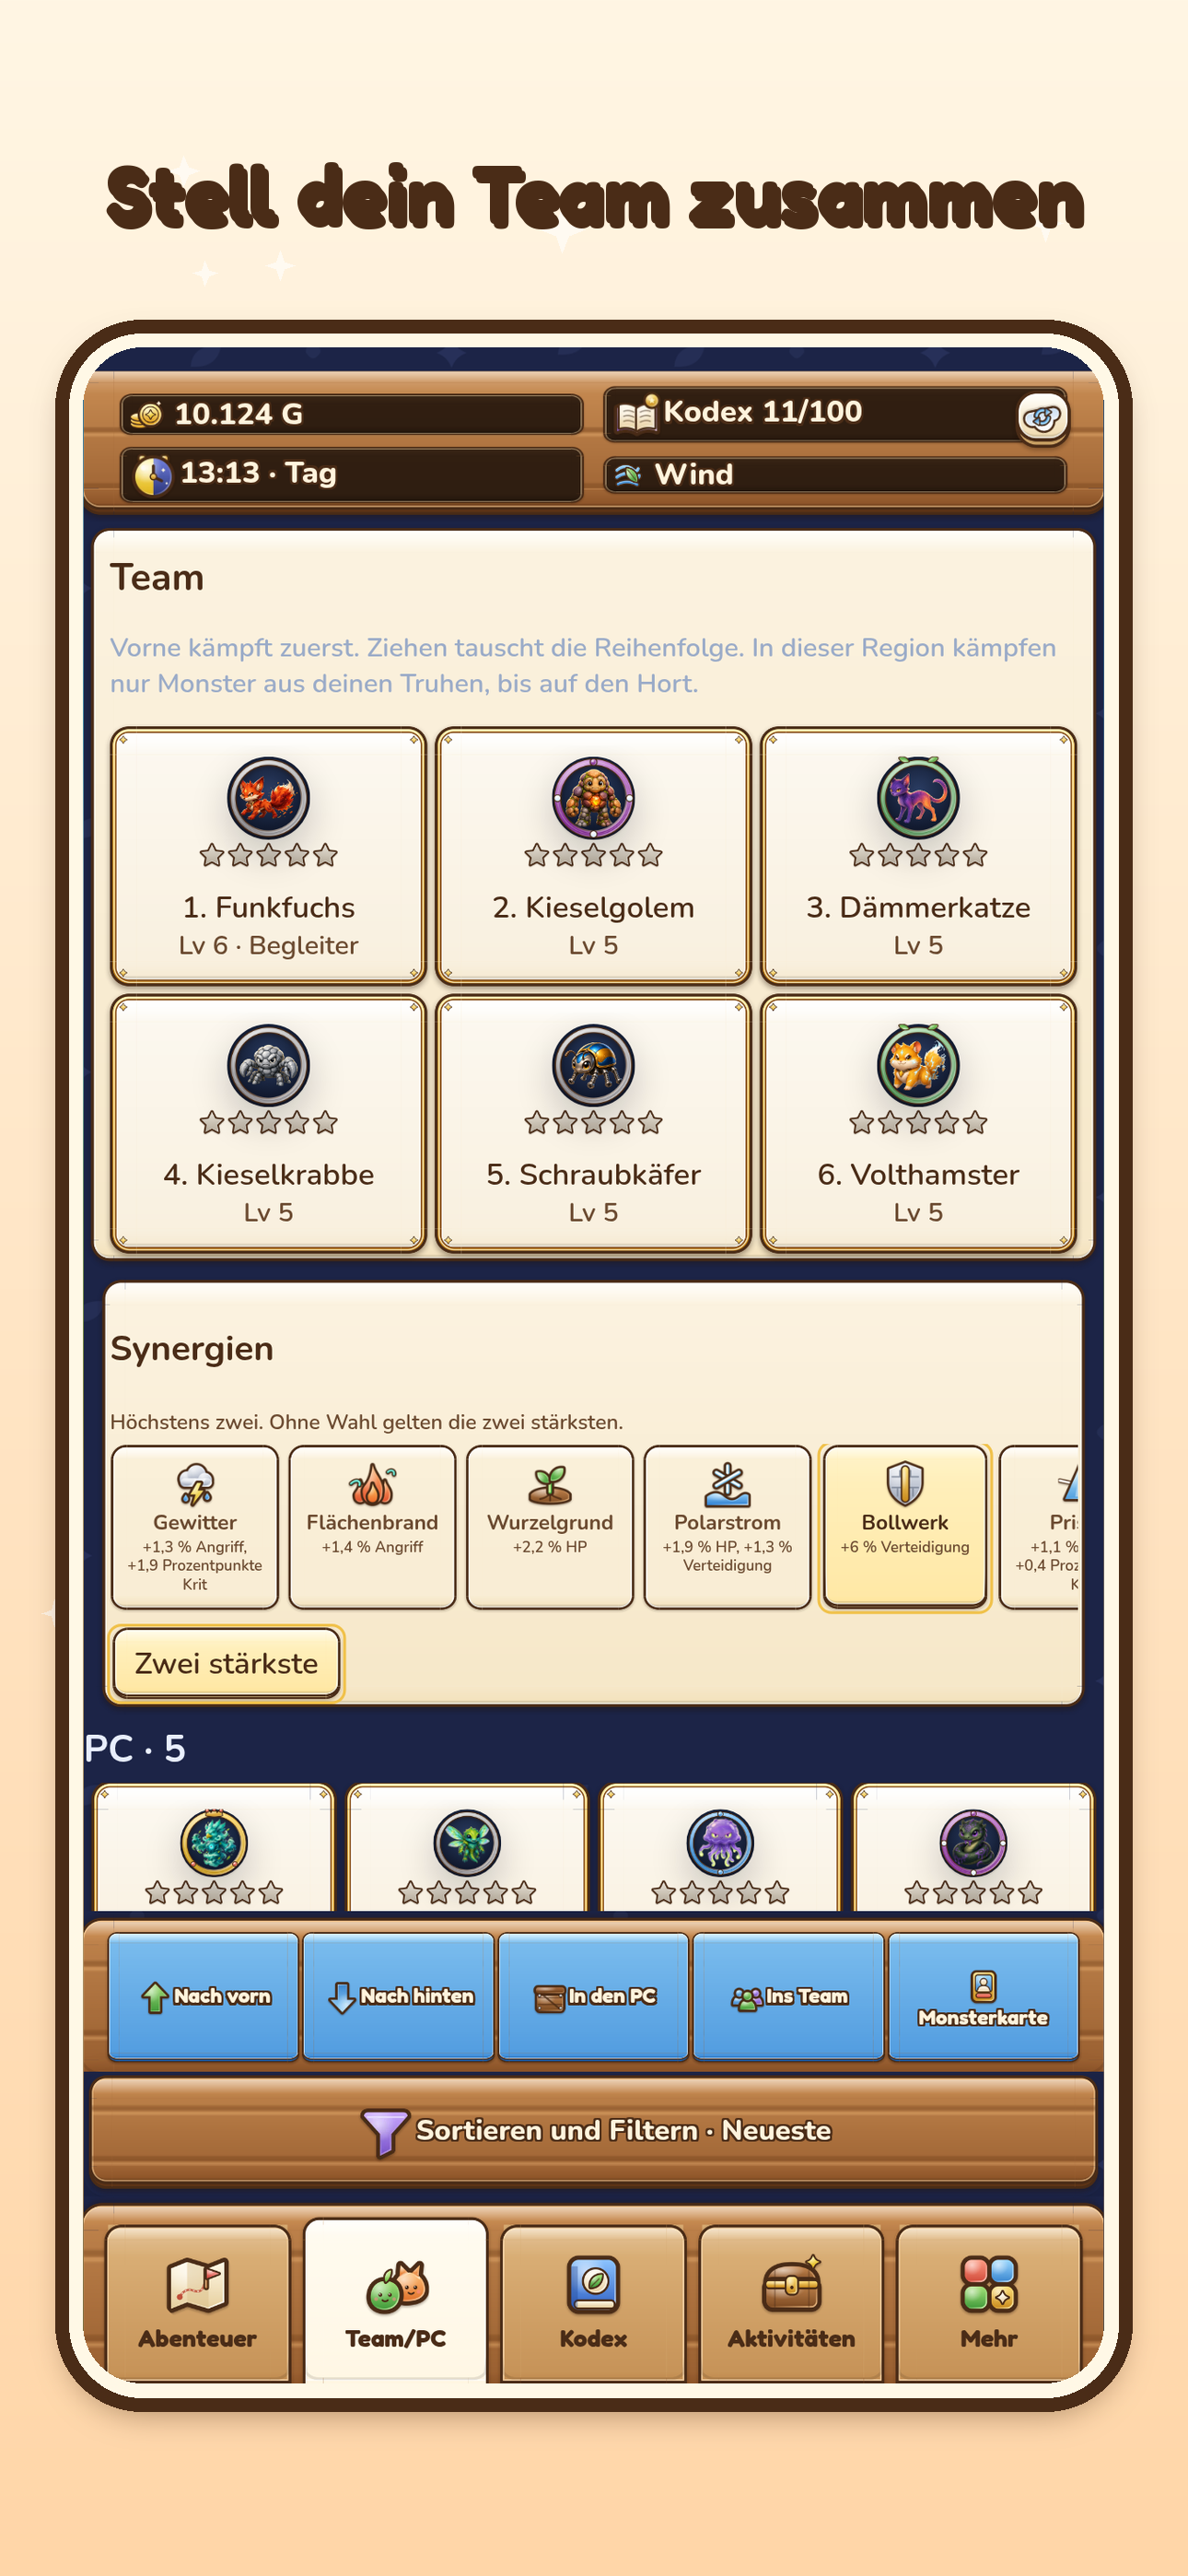 Stell dein Team zusammen
10.124 G
Kodex 11/100
13:13 · Tag
Wind
Team
Vorne kämpft zuerst. Ziehen tauscht die Reihenfolge. In dieser Region kämpfen
nur Monster aus deinen Truhen, bis auf den Hort.
1. Funkfuchs
Lv 6 · Begleiter
2. Kieselgolem
Lv 5
3. Dämmerkatze
Lv 5
4. Kieselkrabbe
Lv 5
5. Schraubkäfer
Lv 5
6. Volthamster
Lv 5
Synergien
Höchstens zwei. Ohne Wahl gelten die zwei stärksten.
Gewitter
+1,3 % Angriff,
+1,9 Prozentpunkte
Krit
Flächenbrand
+1,4 % Angriff
Wurzelgrund
+2,2 % HP
Polarstrom
+1,9 % HP, +1,3 %
Verteidigung
Bollwerk
+6 % Verteidigung
+1,1 %
+0,4
Zwei stärkste
PC · 5
Nach vorn
Nach hinten
In den PC
Ins Team
Monsterkarte
Sortieren und Filtern · Neueste
Abenteuer
Team/PC
Kodex
Aktivitäten
Mehr